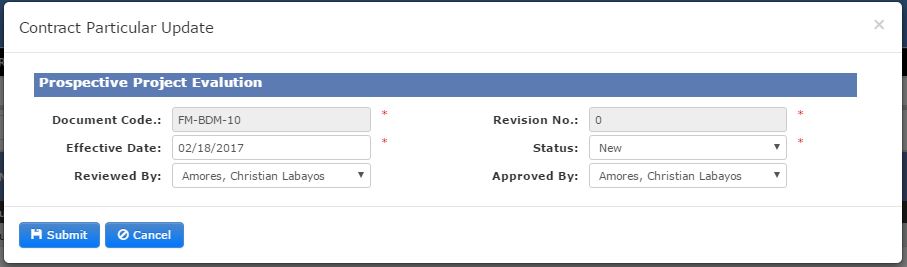 Contract Particular Update ×
Prospective Project Evalution
Document Code.: FM-BDM-10 * Revision No.: 0 *
Effective Date: 02/18/2017 * Status: New *
Reviewed By: Amores, Christian Labayos Approved By: Amores, Christian Labayos
Submit Cancel